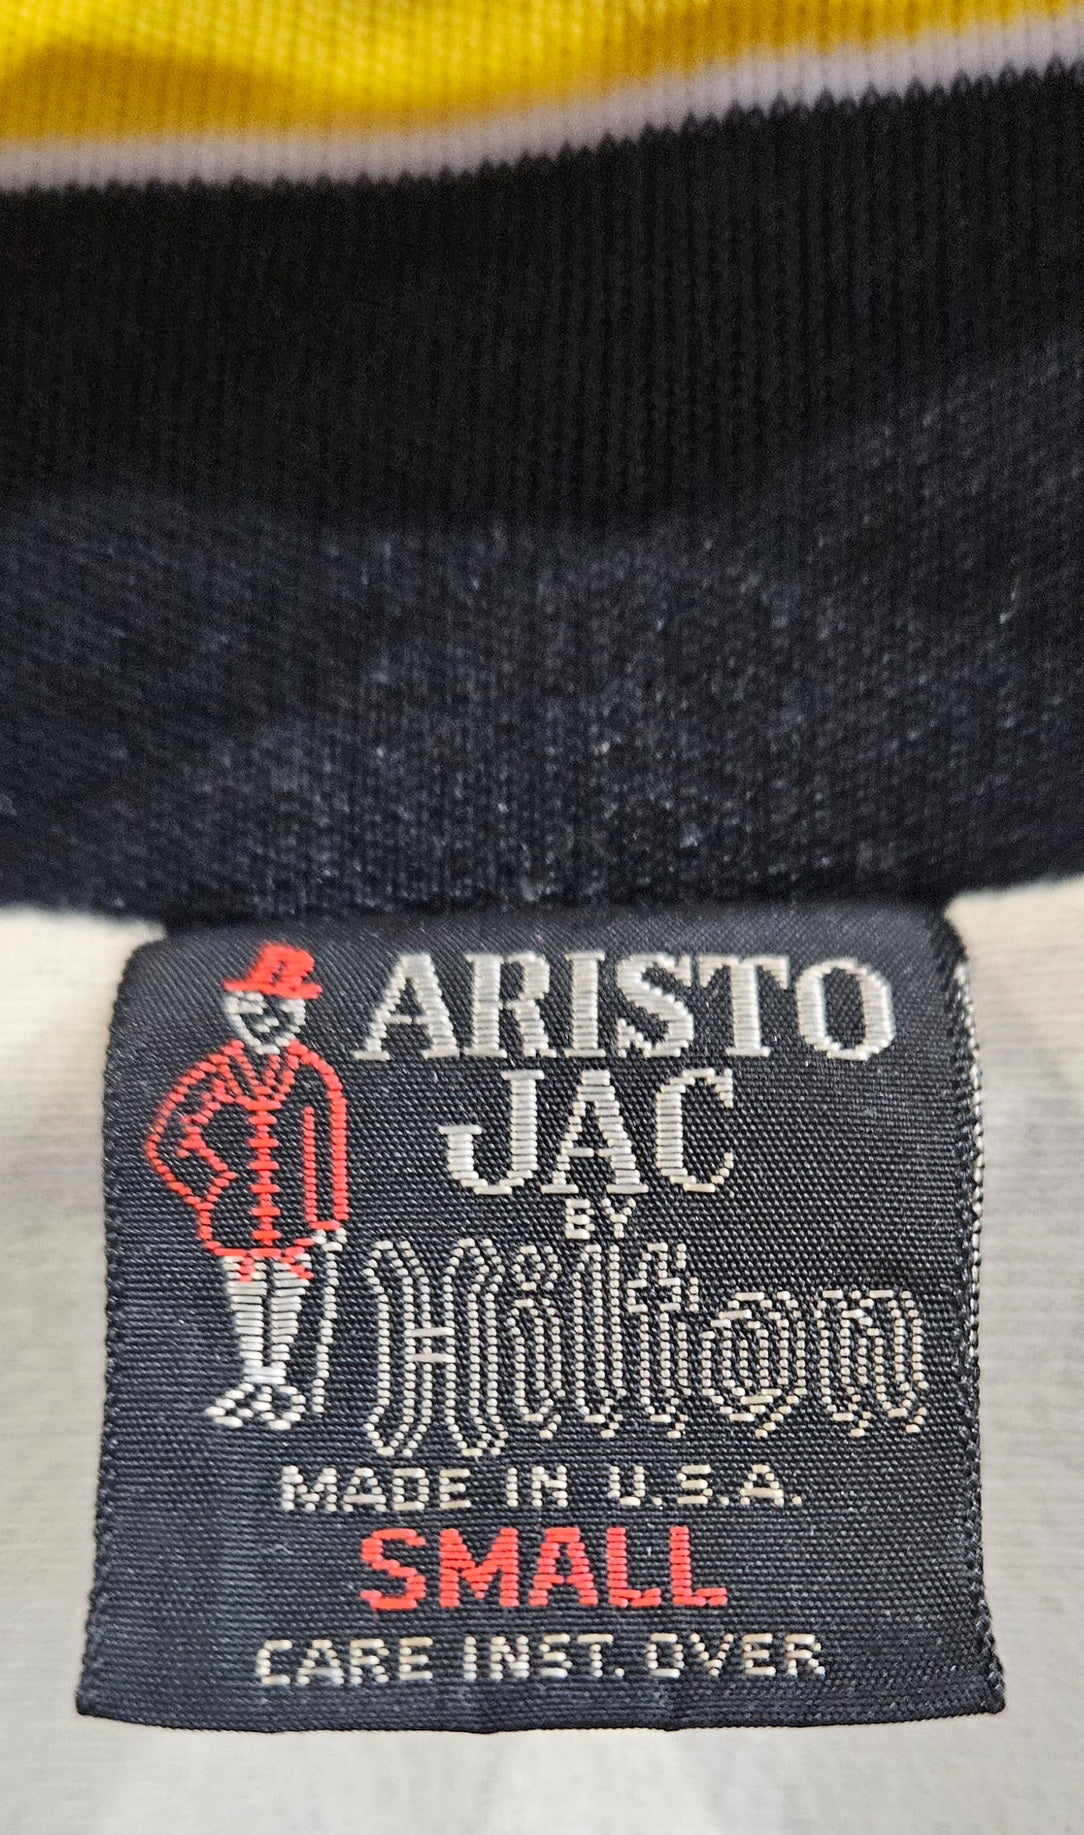 ARISTO
JAC
BY
Hilton
MADE IN U.S.A.
SMALL
CARE INST. OVER